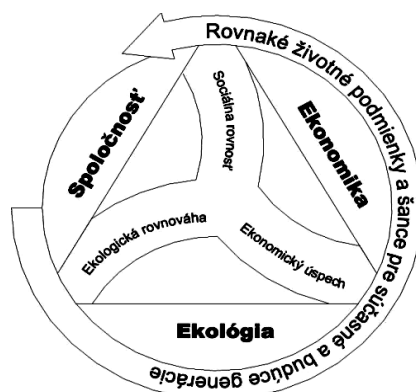 Rovnaké životné podmienky a šance pre súčasné a budúce generácie
Spoločnosť
Sociálna rovnosť
Ekonomika
Ekologická rovnováha
Ekonomický úspech
Ekológia